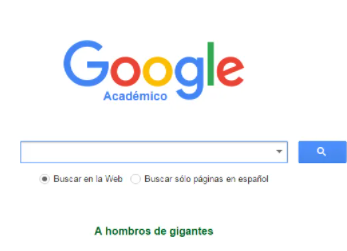 Google
Académico
Buscar en la Web Buscar sólo páginas en español
A hombros de gigantes